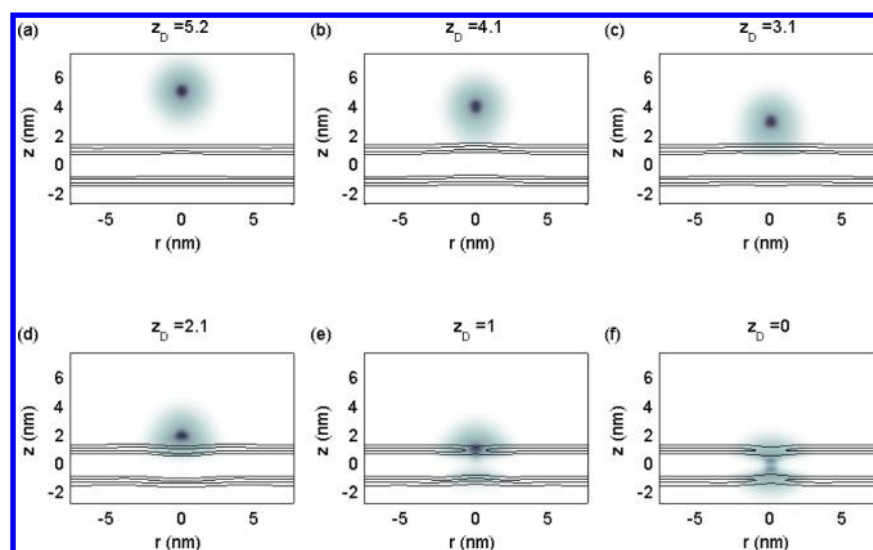 (a) z_D =5.2
(b) z_D =4.1
(c) z_D =3.1
z (nm)
6
4
2
0
-2
z (nm)
6
4
2
0
-2
z (nm)
6
4
2
0
-2
-5 0 5
-5 0 5
-5 0 5
r (nm)
r (nm)
r (nm)
(d) z_D =2.1
(e) z_D =1
(f) z_D =0
z (nm)
6
4
2
0
-2
z (nm)
6
4
2
0
-2
z (nm)
6
4
2
0
-2
-5 0 5
-5 0 5
-5 0 5
r (nm)
r (nm)
r (nm)